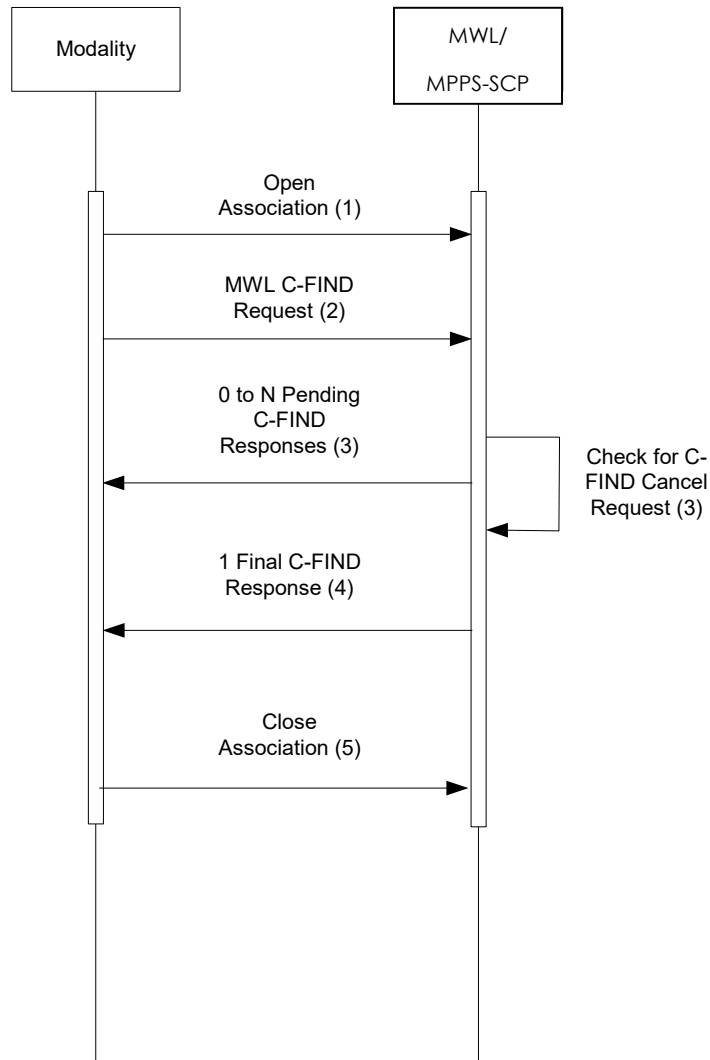 Modality
MWL/
MPPS-SCP
Open
Association (1)
MWL C-FIND
Request (2)
0 to N Pending
C-FIND
Responses (3)
Check for C-
FIND Cancel
Request (3)
1 Final C-FIND
Response (4)
Close
Association (5)